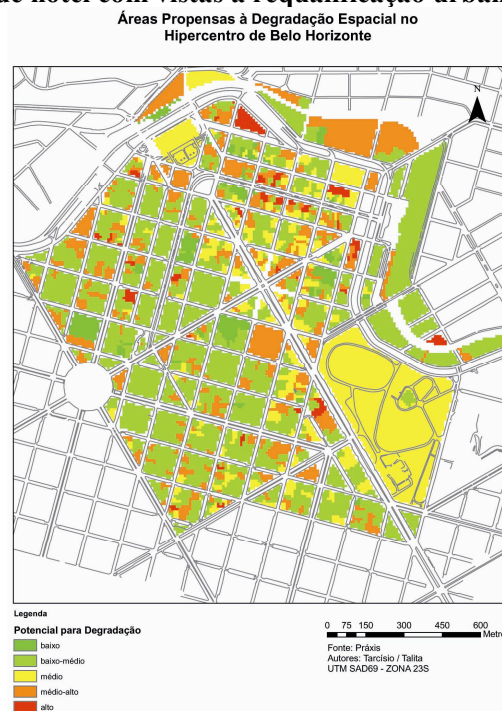 de hotel com vistas à requalificação urban
Áreas Propensas à Degradação Espacial no
Hipercentro de Belo Horizonte
N
Legenda
Potencial para Degradação
baixo
baixo-médio
médio
médio-alto
alto
0 75 150 300 450 600
Metro
Fonte: Práxis
Autores: Tarcísio / Talita
UTM SAD69 - ZONA 23S